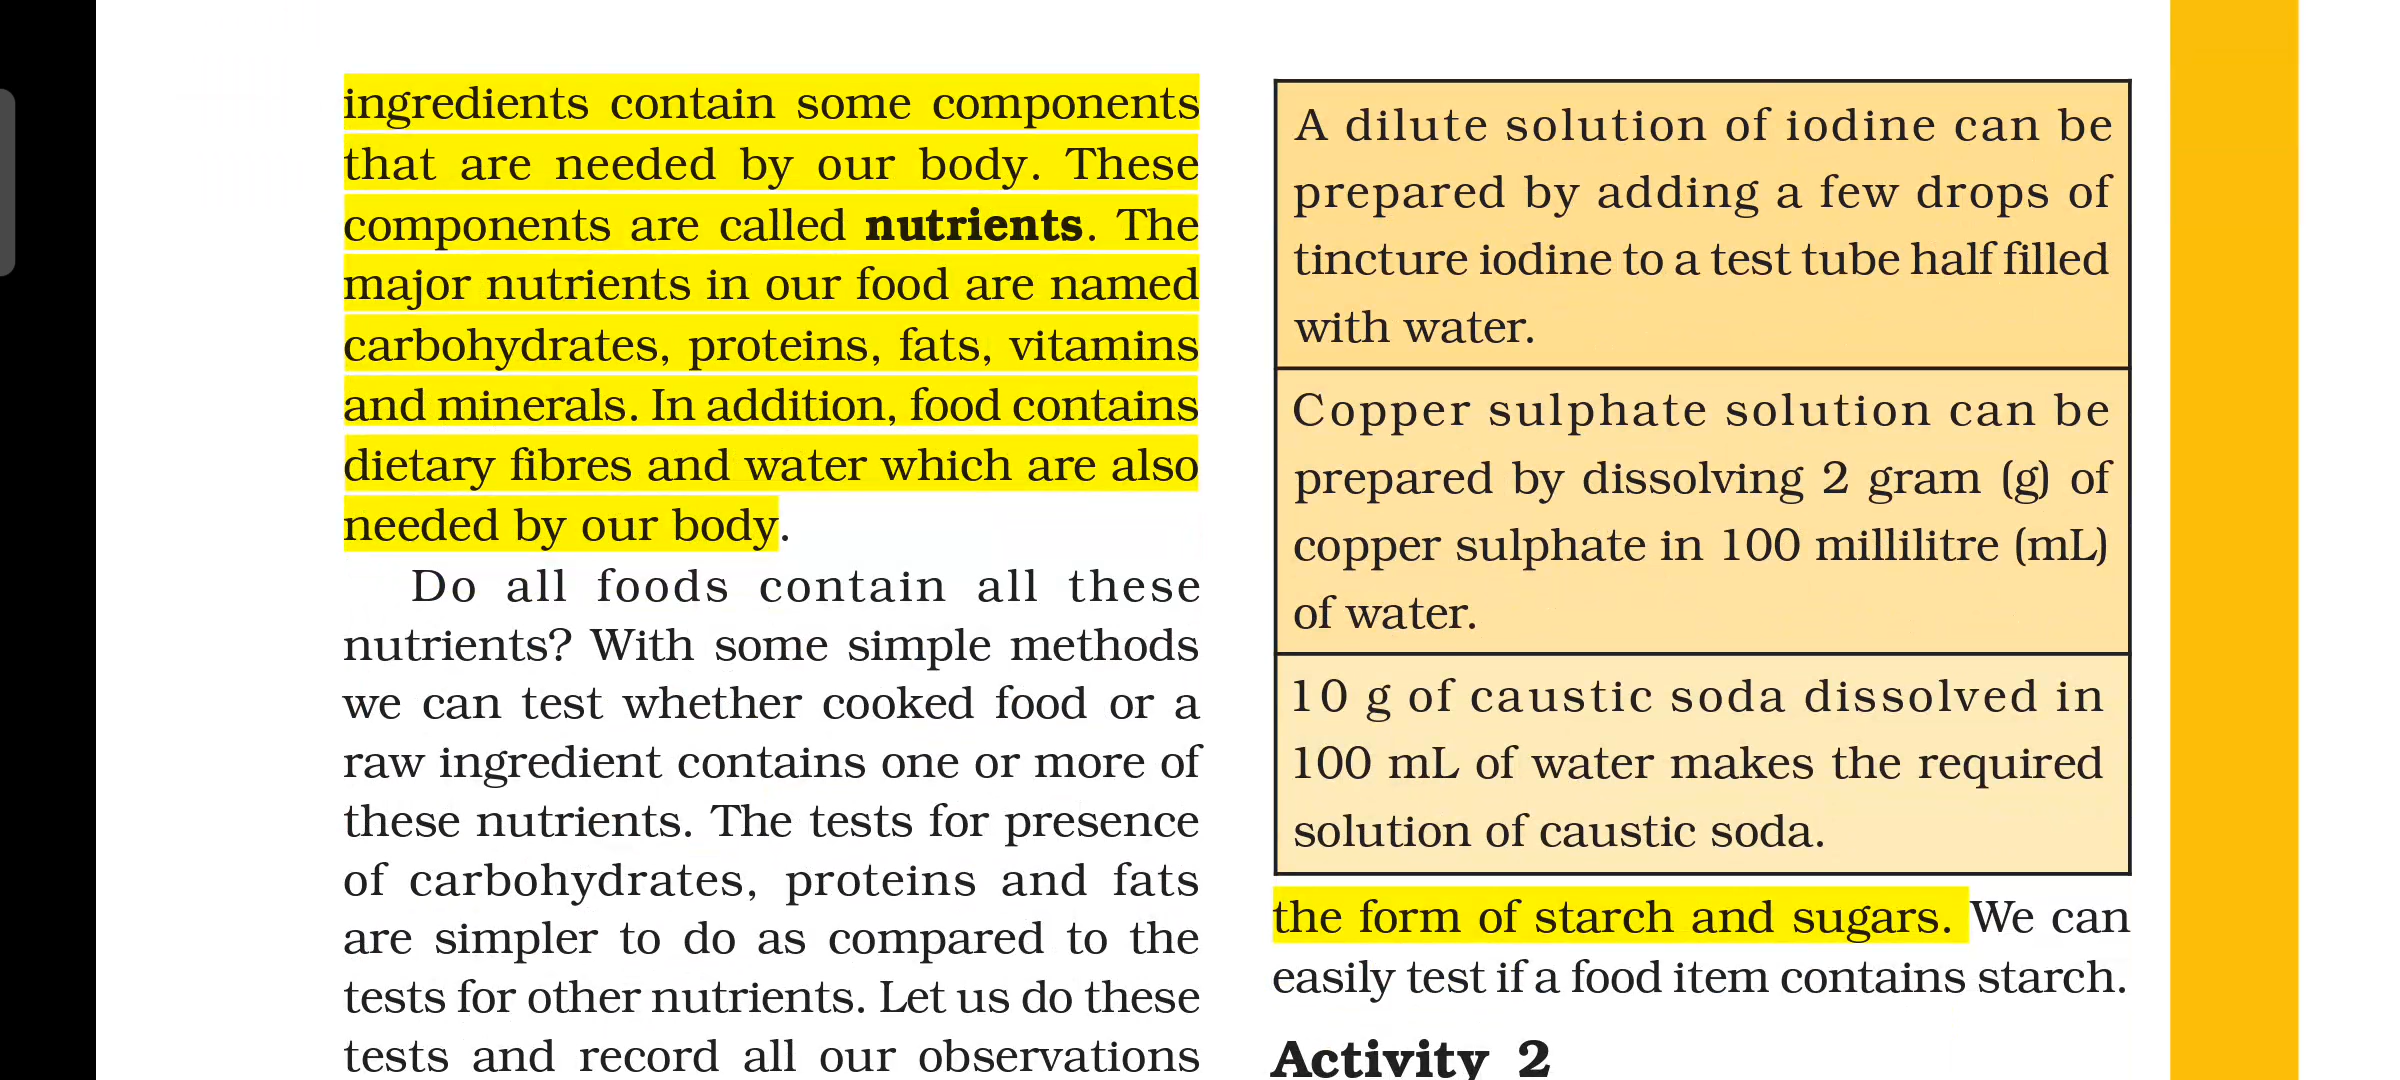 ingredients contain some components
that are needed by our body. These
components are called nutrients. The
major nutrients in our food are named
carbohydrates, proteins, fats, vitamins
and minerals. In addition, food contains
dietary fibres and water which are also
needed by our body.
Do all foods contain all these
nutrients? With some simple methods
we can test whether cooked food or a
raw ingredient contains one or more of
these nutrients. The tests for presence
of carbohydrates, proteins and fats
are simpler to do as compared to the
tests for other nutrients. Let us do these
tests and record all our observations
A dilute solution of iodine can be
prepared by adding a few drops of
tincture iodine to a test tube half filled
with water.
Copper sulphate solution can be
prepared by dissolving 2 gram (g) of
copper sulphate in 100 millilitre (mL)
of water.
10 g of caustic soda dissolved in
100 mL of water makes the required
solution of caustic soda.
the form of starch and sugars. We can
easily test if a food item contains starch.
Activity 2